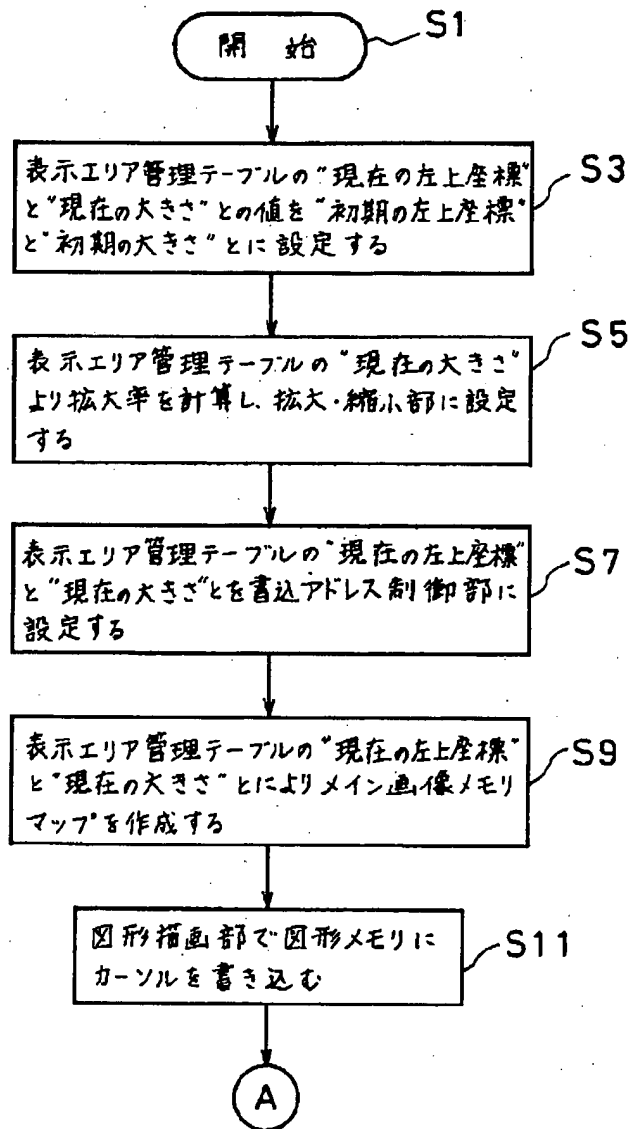 開始
S1
表示エリア管理テーブルの"現在の左上座標"
と"現在の大きさ"との値を"初期の左上座標"
と"初期の大きさ"とに設定する
S3
表示エリア管理テーブルの"現在の大きさ"
より拡大率を計算し、拡大・縮小部に設定
する
S5
表示エリア管理テーブルの"現在の左上座標"
と"現在の大きさ"とを書込アドレス制御部に
設定する
S7
表示エリア管理テーブルの"現在の左上座標"
と"現在の大きさ"とによりメイン画像メモリ
マップを作成する
S9
図形描画部で図形メモリに
カーソルを書き込む
S11
A